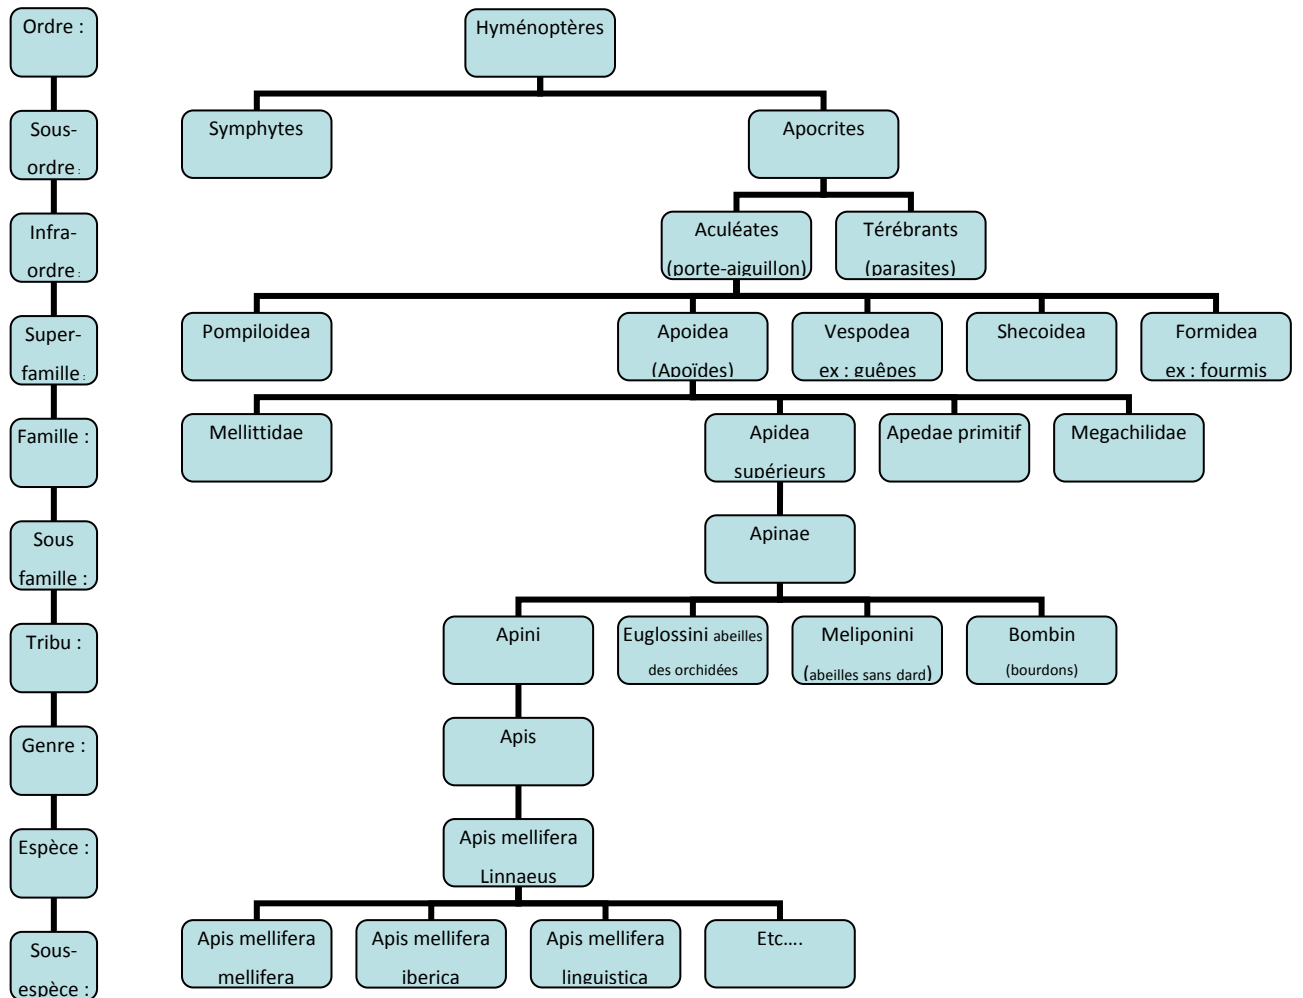 Ordre :
Hyménoptères
Sous-
ordre :
Symphytes
Apocrites
Infra-
ordre :
Aculéates
(porte-aiguillon)
Térébrants
(parasites)
Super-
famille :
Pompiloidea
Apoidea
(Apoïdes)
Vespodea
ex : guêpes
Shecoidea
Formidea
ex : fourmis
Famille :
Mellittidae
Apidea
supérieurs
Apedae primitif
Megachilidae
Sous
famille :
Apinae
Tribu :
Apini
Euglossini abeilles
des orchidées
Meliponini
(abeilles sans dard)
Bombin
(bourdons)
Genre :
Apis
Espèce :
Apis mellifera
Linnaeus
Sous-
espèce :
Apis mellifera
mellifera
Apis mellifera
iberica
Apis mellifera
linguistica
Etc....